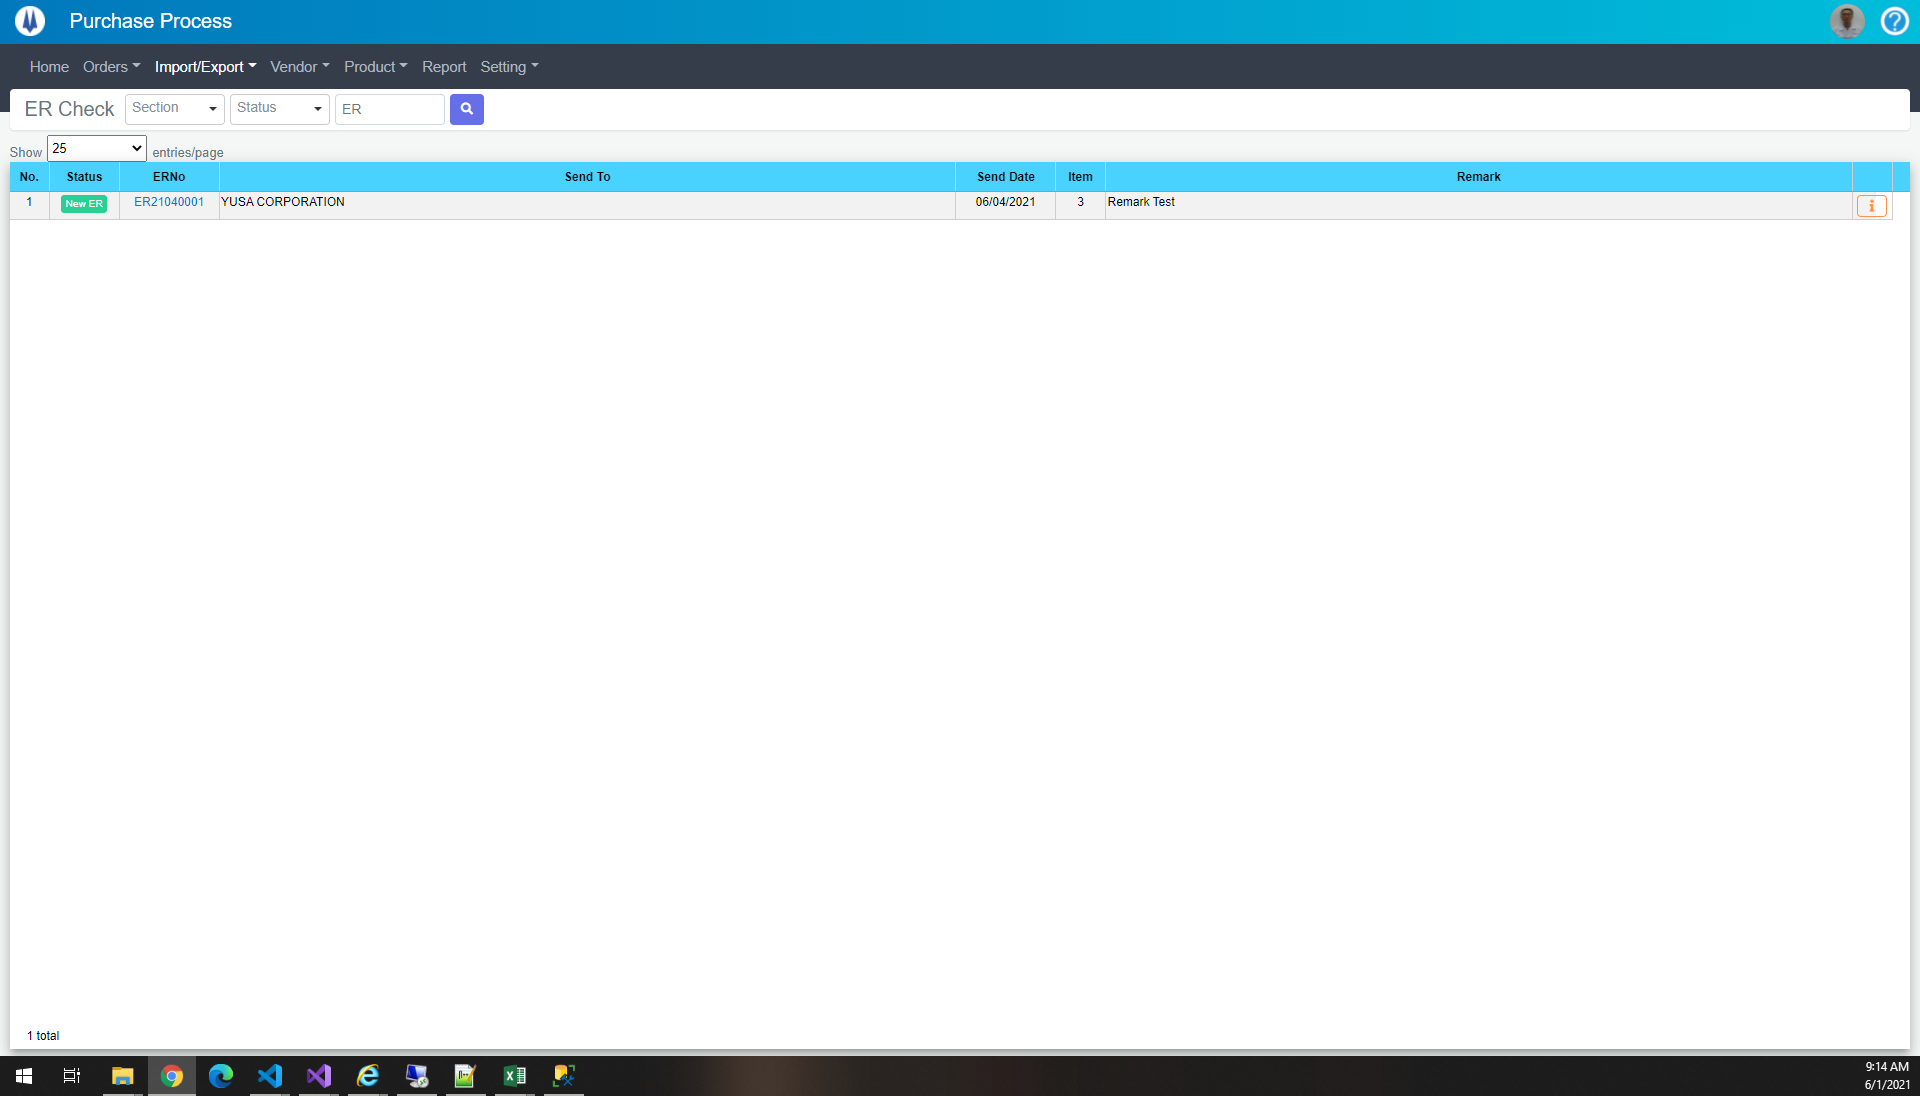 Purchase Process
Home Orders Import/Export Vendor Product Report Setting
ER Check Section Status ER
Show 25 entries/page
No. Status ERNo Send To Send Date Item Remark
1 New ER ER21040001 YUSA CORPORATION 06/04/2021 3 Remark Test
1 total
9:14 AM
6/1/2021